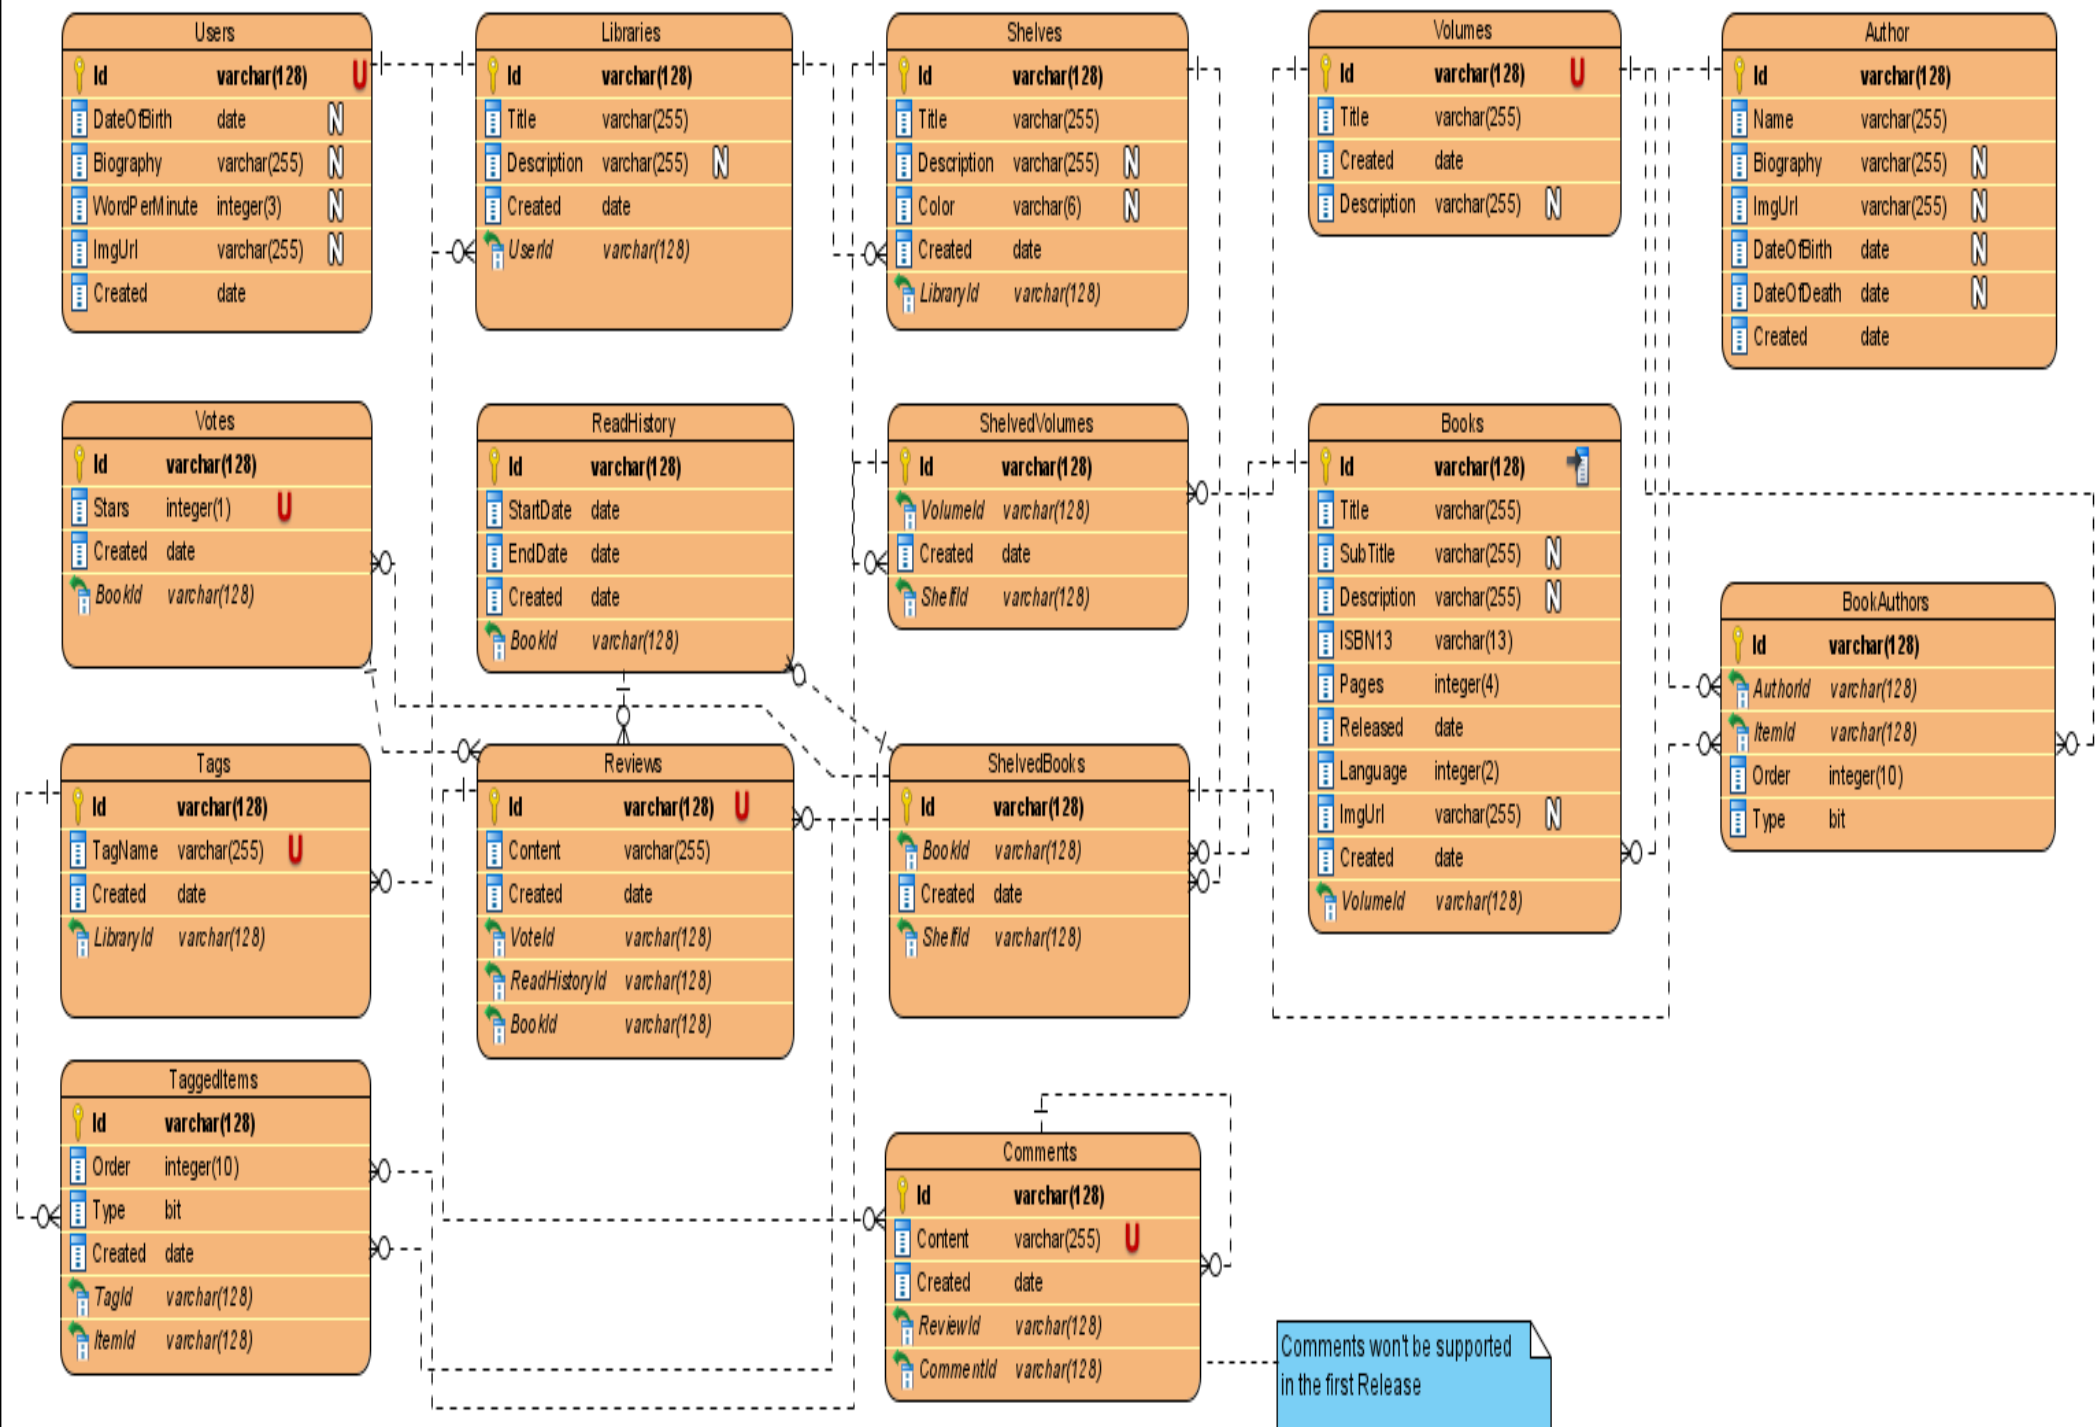 Users
Id varchar(128) U
DateOfBirth date N
Biography varchar(255) N
WordPerMinute integer(3) N
ImgUrl varchar(255) N
Created date
Libraries
Id varchar(128)
Title varchar(255)
Description varchar(255) N
Created date
UserId varchar(128)
Shelves
Id varchar(128)
Title varchar(255)
Description varchar(255) N
Color varchar(6) N
Created date
LibraryId varchar(128)
Volumes
Id varchar(128) U
Title varchar(255)
Created date
Description varchar(255) N
Author
Id varchar(128)
Name varchar(255)
Biography varchar(255) N
ImgUrl varchar(255) N
DateOfBirth date N
DateOfDeath date N
Created date
Votes
Id varchar(128)
Stars integer(1) U
Created date
BookId varchar(128)
ReadHistory
Id varchar(128)
StartDate date
EndDate date
Created date
BookId varchar(128)
ShelvedVolumes
Id varchar(128)
VolumeId varchar(128)
Created date
ShelfId varchar(128)
Books
Id varchar(128)
Title varchar(255)
SubTitle varchar(255) N
Description varchar(255) N
ISBN13 varchar(13)
Pages integer(4)
Released date
Language integer(2)
ImgUrl varchar(255) N
Created date
VolumeId varchar(128)
BookAuthors
Id varchar(128)
AuthorId varchar(128)
ItemId varchar(128)
Order integer(10)
Type bit
Tags
Id varchar(128)
TagName varchar(255) U
Created date
LibraryId varchar(128)
Reviews
Id varchar(128) U
Content varchar(255)
Created date
VoteId varchar(128)
ReadHistoryId varchar(128)
BookId varchar(128)
ShelvedBooks
Id varchar(128)
BookId varchar(128)
Created date
ShelfId varchar(128)
TaggedItems
Id varchar(128)
Order integer(10)
Type bit
Created date
TagId varchar(128)
ItemId varchar(128)
Comments
Id varchar(128)
Content varchar(255) U
Created date
ReviewId varchar(128)
CommentId varchar(128)
Comments won't be supported
in the first Release